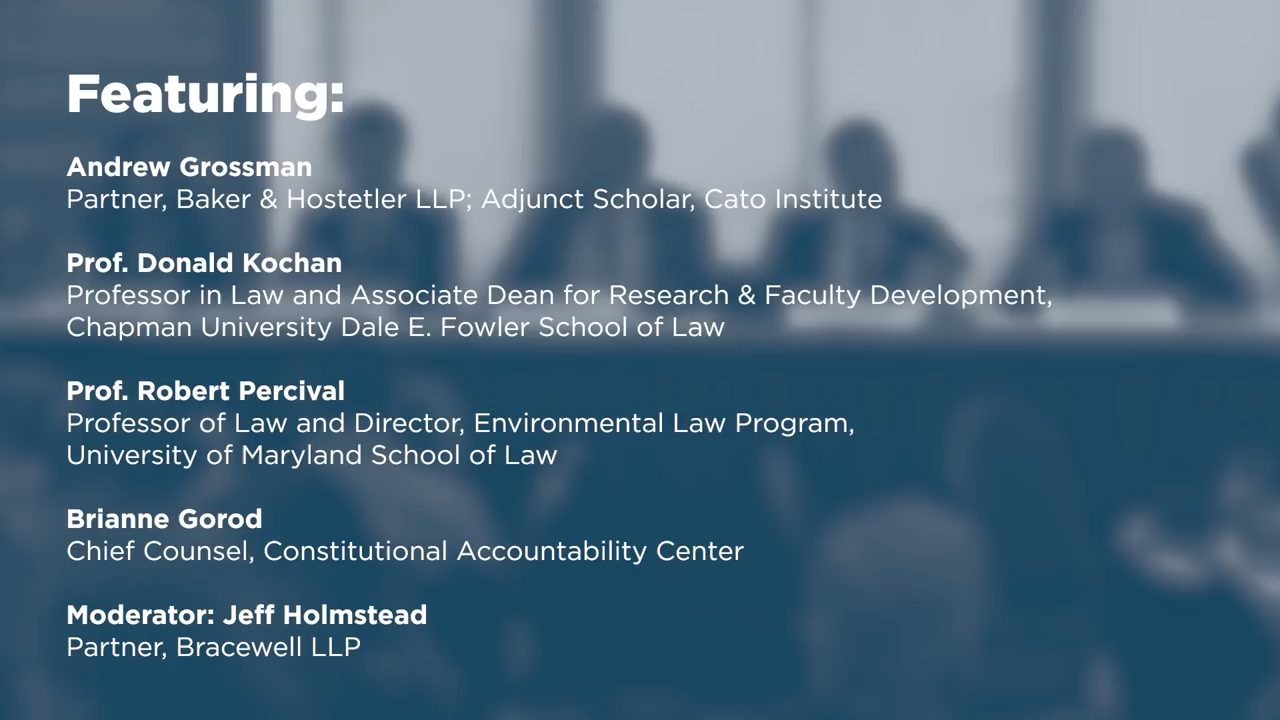 Featuring:
Andrew Grossman
Partner, Baker & Hostetler LLP; Adjunct Scholar, Cato Institute
Prof. Donald Kochan
Professor in Law and Associate Dean for Research & Faculty Development,
Chapman University Dale E. Fowler School of Law
Prof. Robert Percival
Professor of Law and Director, Environmental Law Program,
University of Maryland School of Law
Brianne Gorod
Chief Counsel, Constitutional Accountability Center
Moderator: Jeff Holmstead
Partner, Bracewell LLP